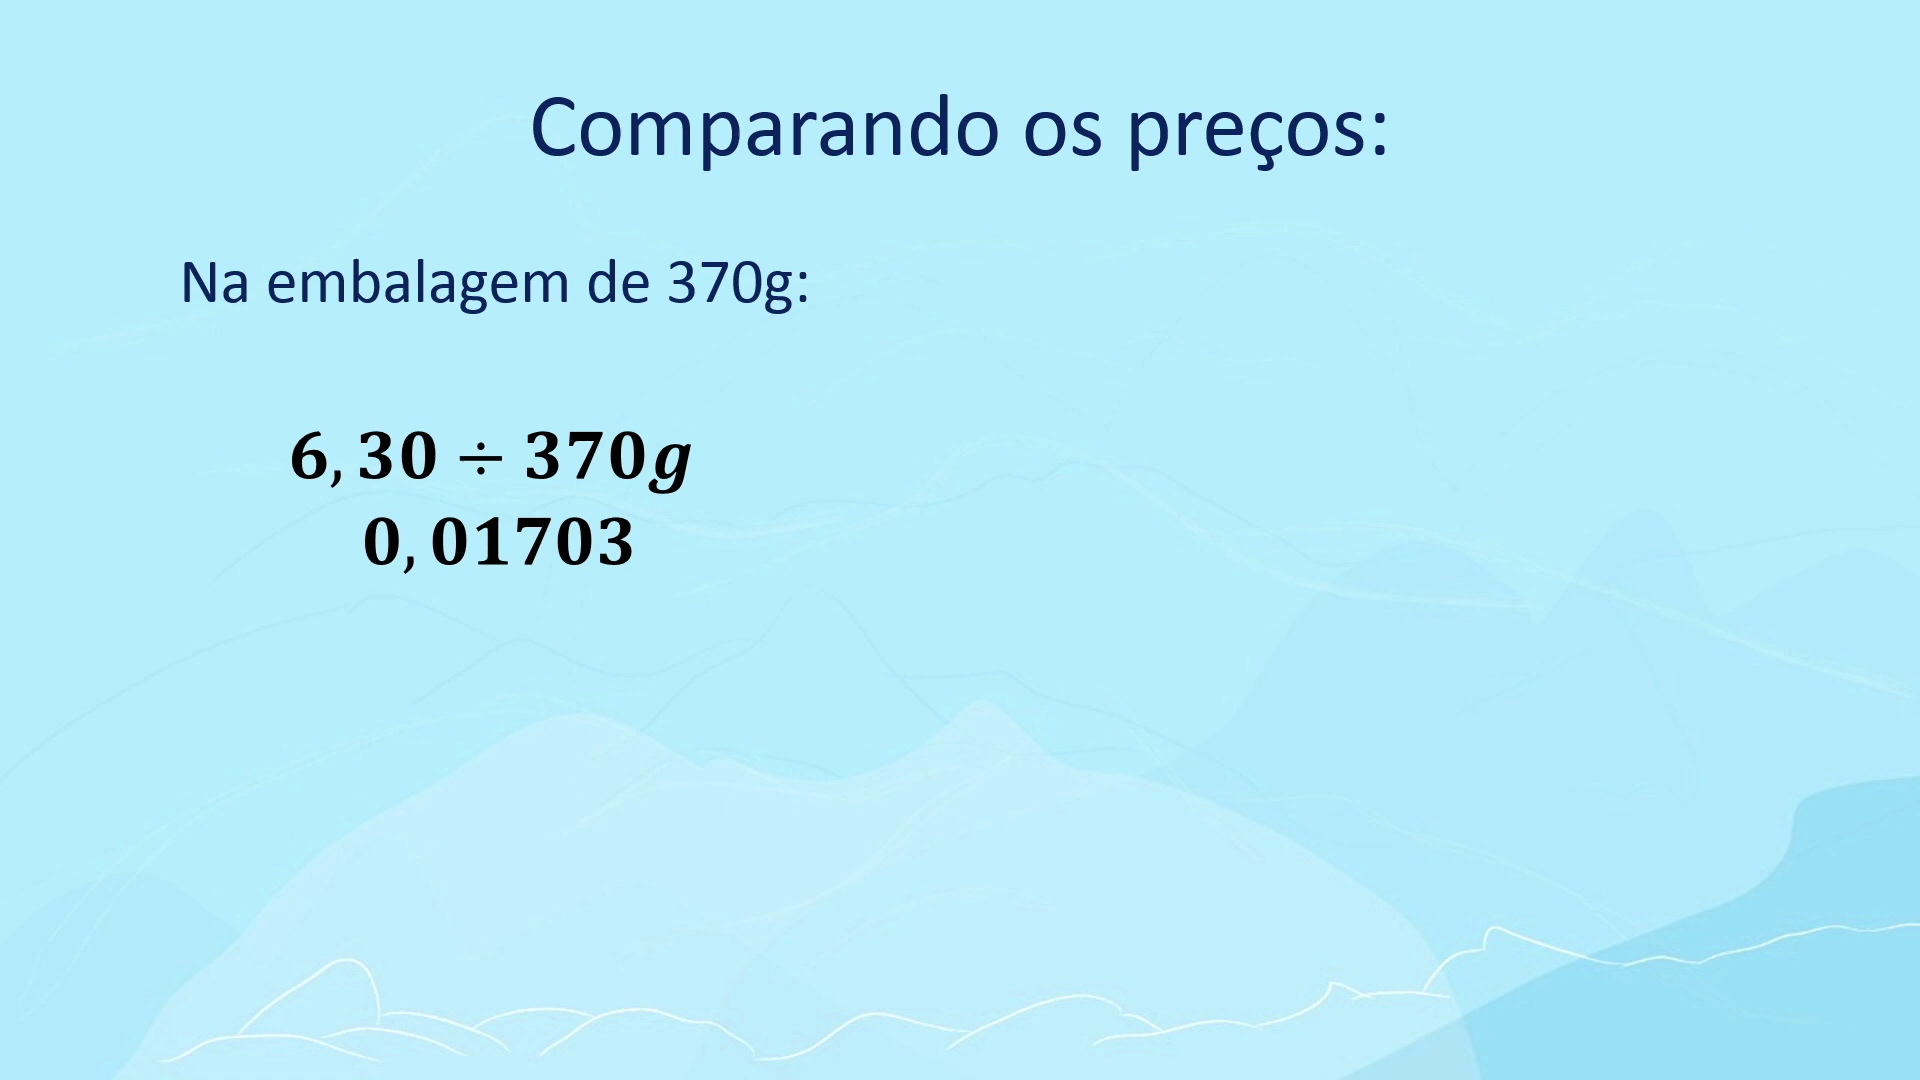 Comparando os preços:
Na embalagem de 370g:
6,30 ÷ 370g
0,01703